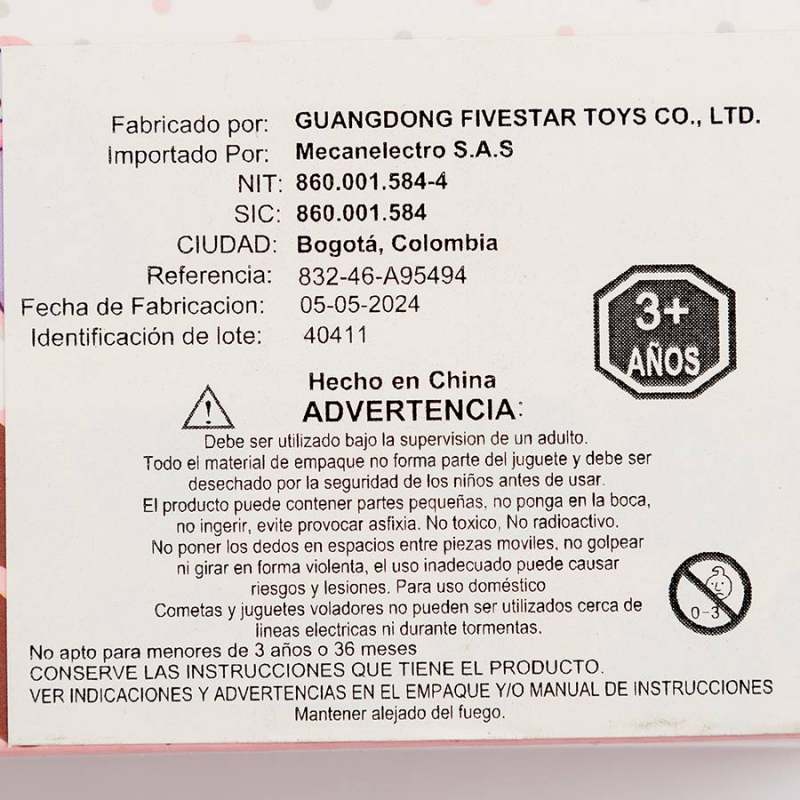 Fabricado por: GUANGDONG FIVESTAR TOYS CO., LTD.
Importado Por: Mecanelectro S.A.S
NIT: 860.001.584-4
SIC: 860.001.584
CIUDAD: Bogotá, Colombia
Referencia: 832-46-A95494
Fecha de Fabricacion: 05-05-2024
Identificación de lote: 40411
3+
AÑOS
Hecho en China
ADVERTENCIA:
Debe ser utilizado bajo la supervision de un adulto.
Todo el material de empaque no forma parte del juguete y debe ser
desechado por la seguridad de los niños antes de usar.
El producto puede contener partes pequeñas, no ponga en la boca,
no ingerir, evite provocar asfixia. No toxico, No radioactivo.
No poner los dedos en espacios entre piezas moviles, no golpear
ni girar en forma violenta, el uso inadecuado puede causar
riesgos y lesiones. Para uso doméstico
Cometas y juguetes voladores no pueden ser utilizados cerca de
lineas electricas ni durante tormentas.
0-3
No apto para menores de 3 años o 36 meses
CONSERVE LAS INSTRUCCIONES QUE TIENE EL PRODUCTO.
VER INDICACIONES Y ADVERTENCIAS EN EL EMPAQUE Y/O MANUAL DE INSTRUCCIONES
Mantener alejado del fuego.